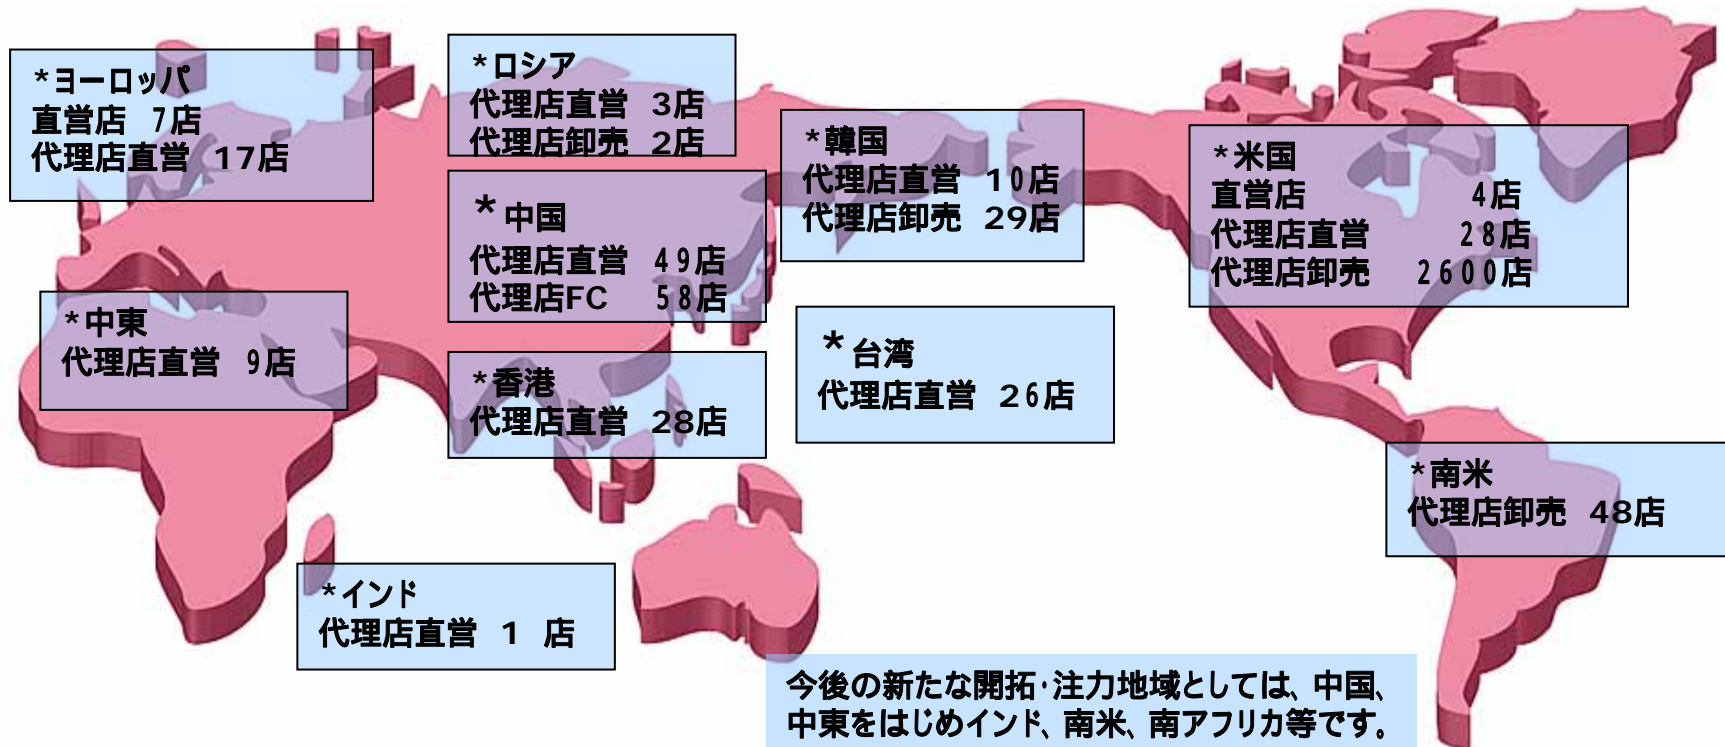 *ヨーロッパ
直営店 7店
代理店直営 17店
*ロシア
代理店直営 3店
代理店卸売 2店
*中国
代理店直営 49店
代理店FC 58店
*韓国
代理店直営 10店
代理店卸売 29店
*米国
直営店 4店
代理店直営 28店
代理店卸売 2600店
*中東
代理店直営 9店
*香港
代理店直営 28店
*台湾
代理店直営 26店
*南米
代理店卸売 48店
*インド
代理店直営 1 店
今後の新たな開拓・注力地域としては、中国、
中東をはじめインド、南米、南アフリカ等です。